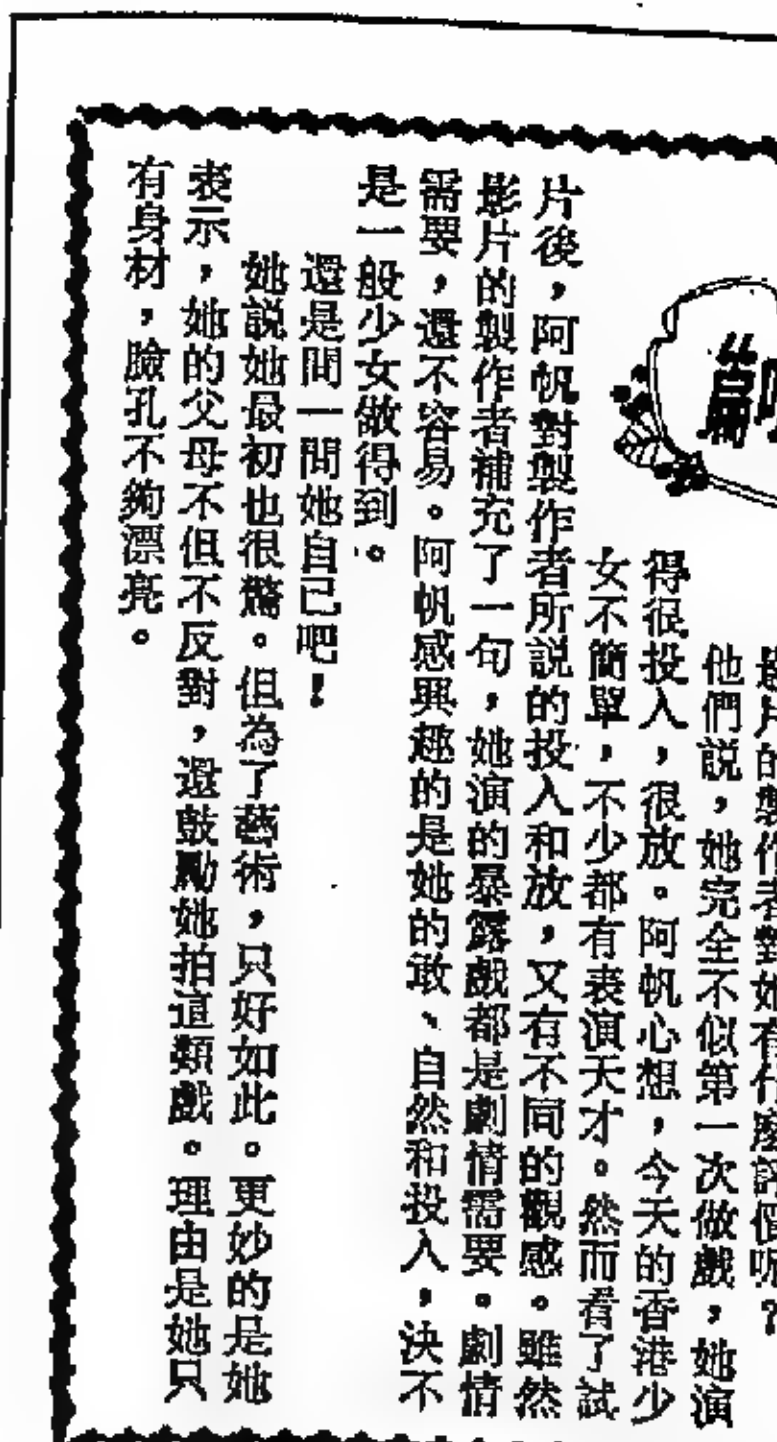 影片的製作者對她有什麼評價呢?
他們説,她完全不似第一次做戲,她演
得很投入,很放。阿帆心想,今天的香港少
女不簡單,不少都有表演天才。然而看了試
片後,阿帆對製作者所説的投入和放,又有不同的觀感。雖然
影片的製作者補充了一句,她演的暴露戲都是劇情需要。劇情
需要,還不容易。阿帆感興趣的是她的敢、自然和投入,決不
是一般少女做得到。
還是問一問她自己吧!
她説她最初也很驚。但為了藝術,只好如此。更妙的是她
表示,她的父母不但不反對,還鼓勵她拍這類戲。理由是她只
有身材,臉孔不夠漂亮。